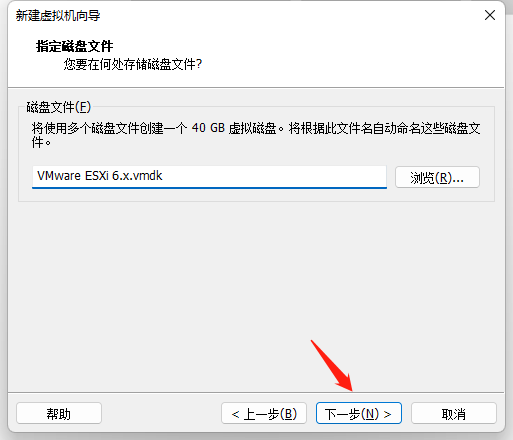 新建虚拟机向导
指定磁盘文件
您要在何处存储磁盘文件?
磁盘文件(F)
将使用多个磁盘文件创建一个 40 GB 虚拟磁盘。将根据此文件名自动命名这些磁盘文
件。
VMware ESXi 6.x.vmdk
浏览(R)...
帮助
< 上一步(B)
下一步(N) >
取消